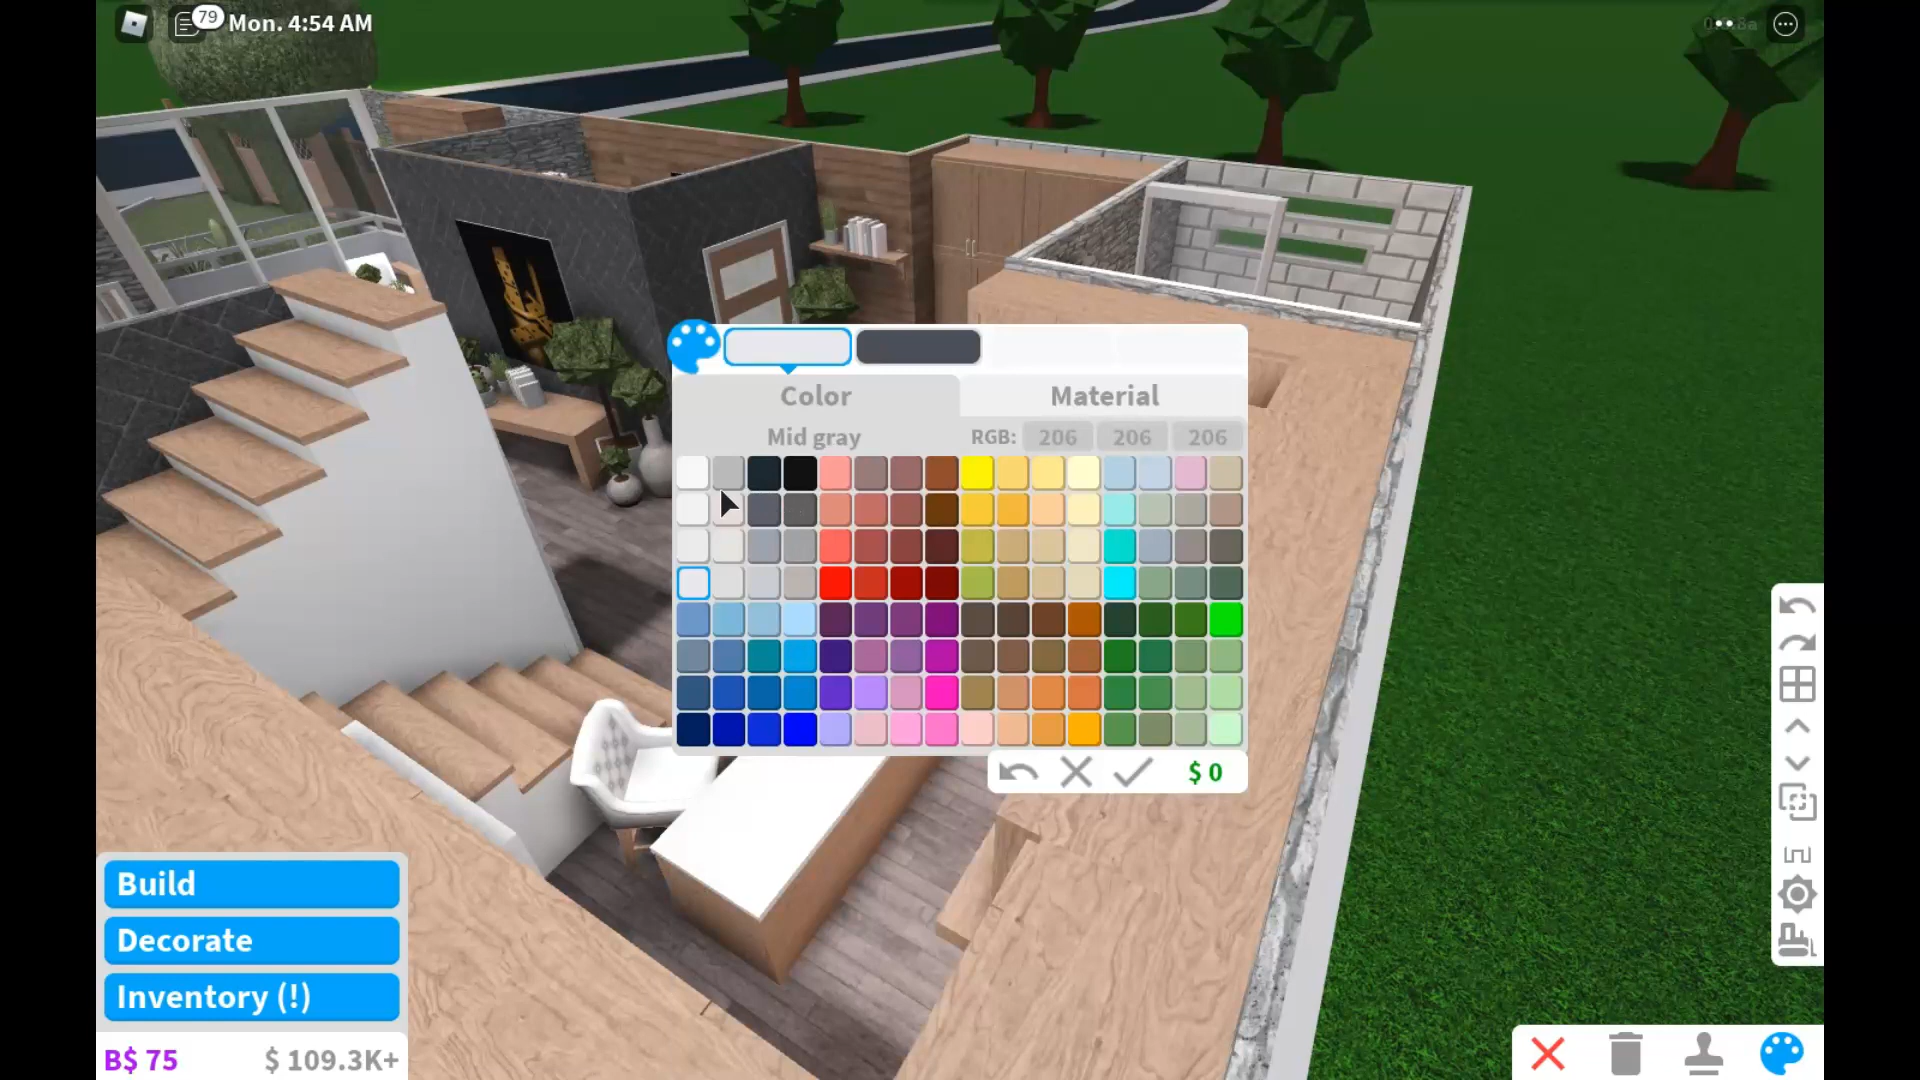 79
Mon. 4:54 AM
Color
Material
Mid gray
RGB: 206 206 206
$ 0
Build
Decorate
Inventory (!)
B$ 75
$ 109.3K+